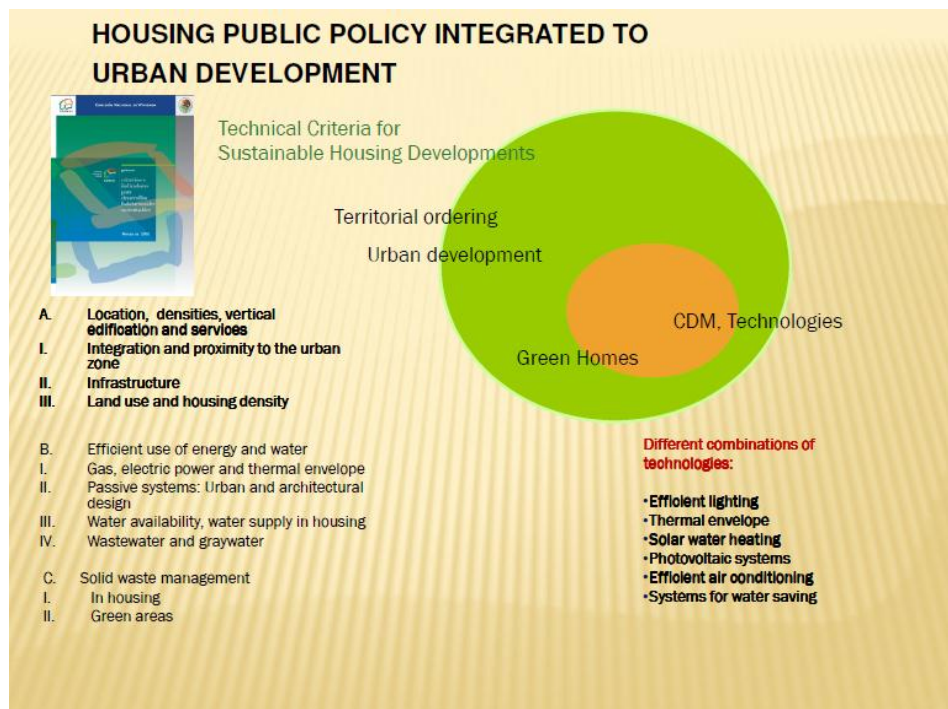 HOUSING PUBLIC POLICY INTEGRATED TO
URBAN DEVELOPMENT
Technical Criteria for
Sustainable Housing Developments
Territorial ordering
Urban development
CDM, Technologies
Green Homes
A. Location, densities, vertical
edification and services
I. Integration and proximity to the urban
zone
II. Infrastructure
III. Land use and housing density
B. Efficient use of energy and water
I. Gas, electric power and thermal envelope
II. Passive systems: Urban and architectural
design
III. Water availability, water supply in housing
IV. Wastewater and graywater
C. Solid waste management
I. In housing
II. Green areas
Different combinations of
technologies:
•Efficient lighting
•Thermal envelope
•Solar water heating
•Photovoltaic systems
•Efficient air conditioning
•Systems for water saving